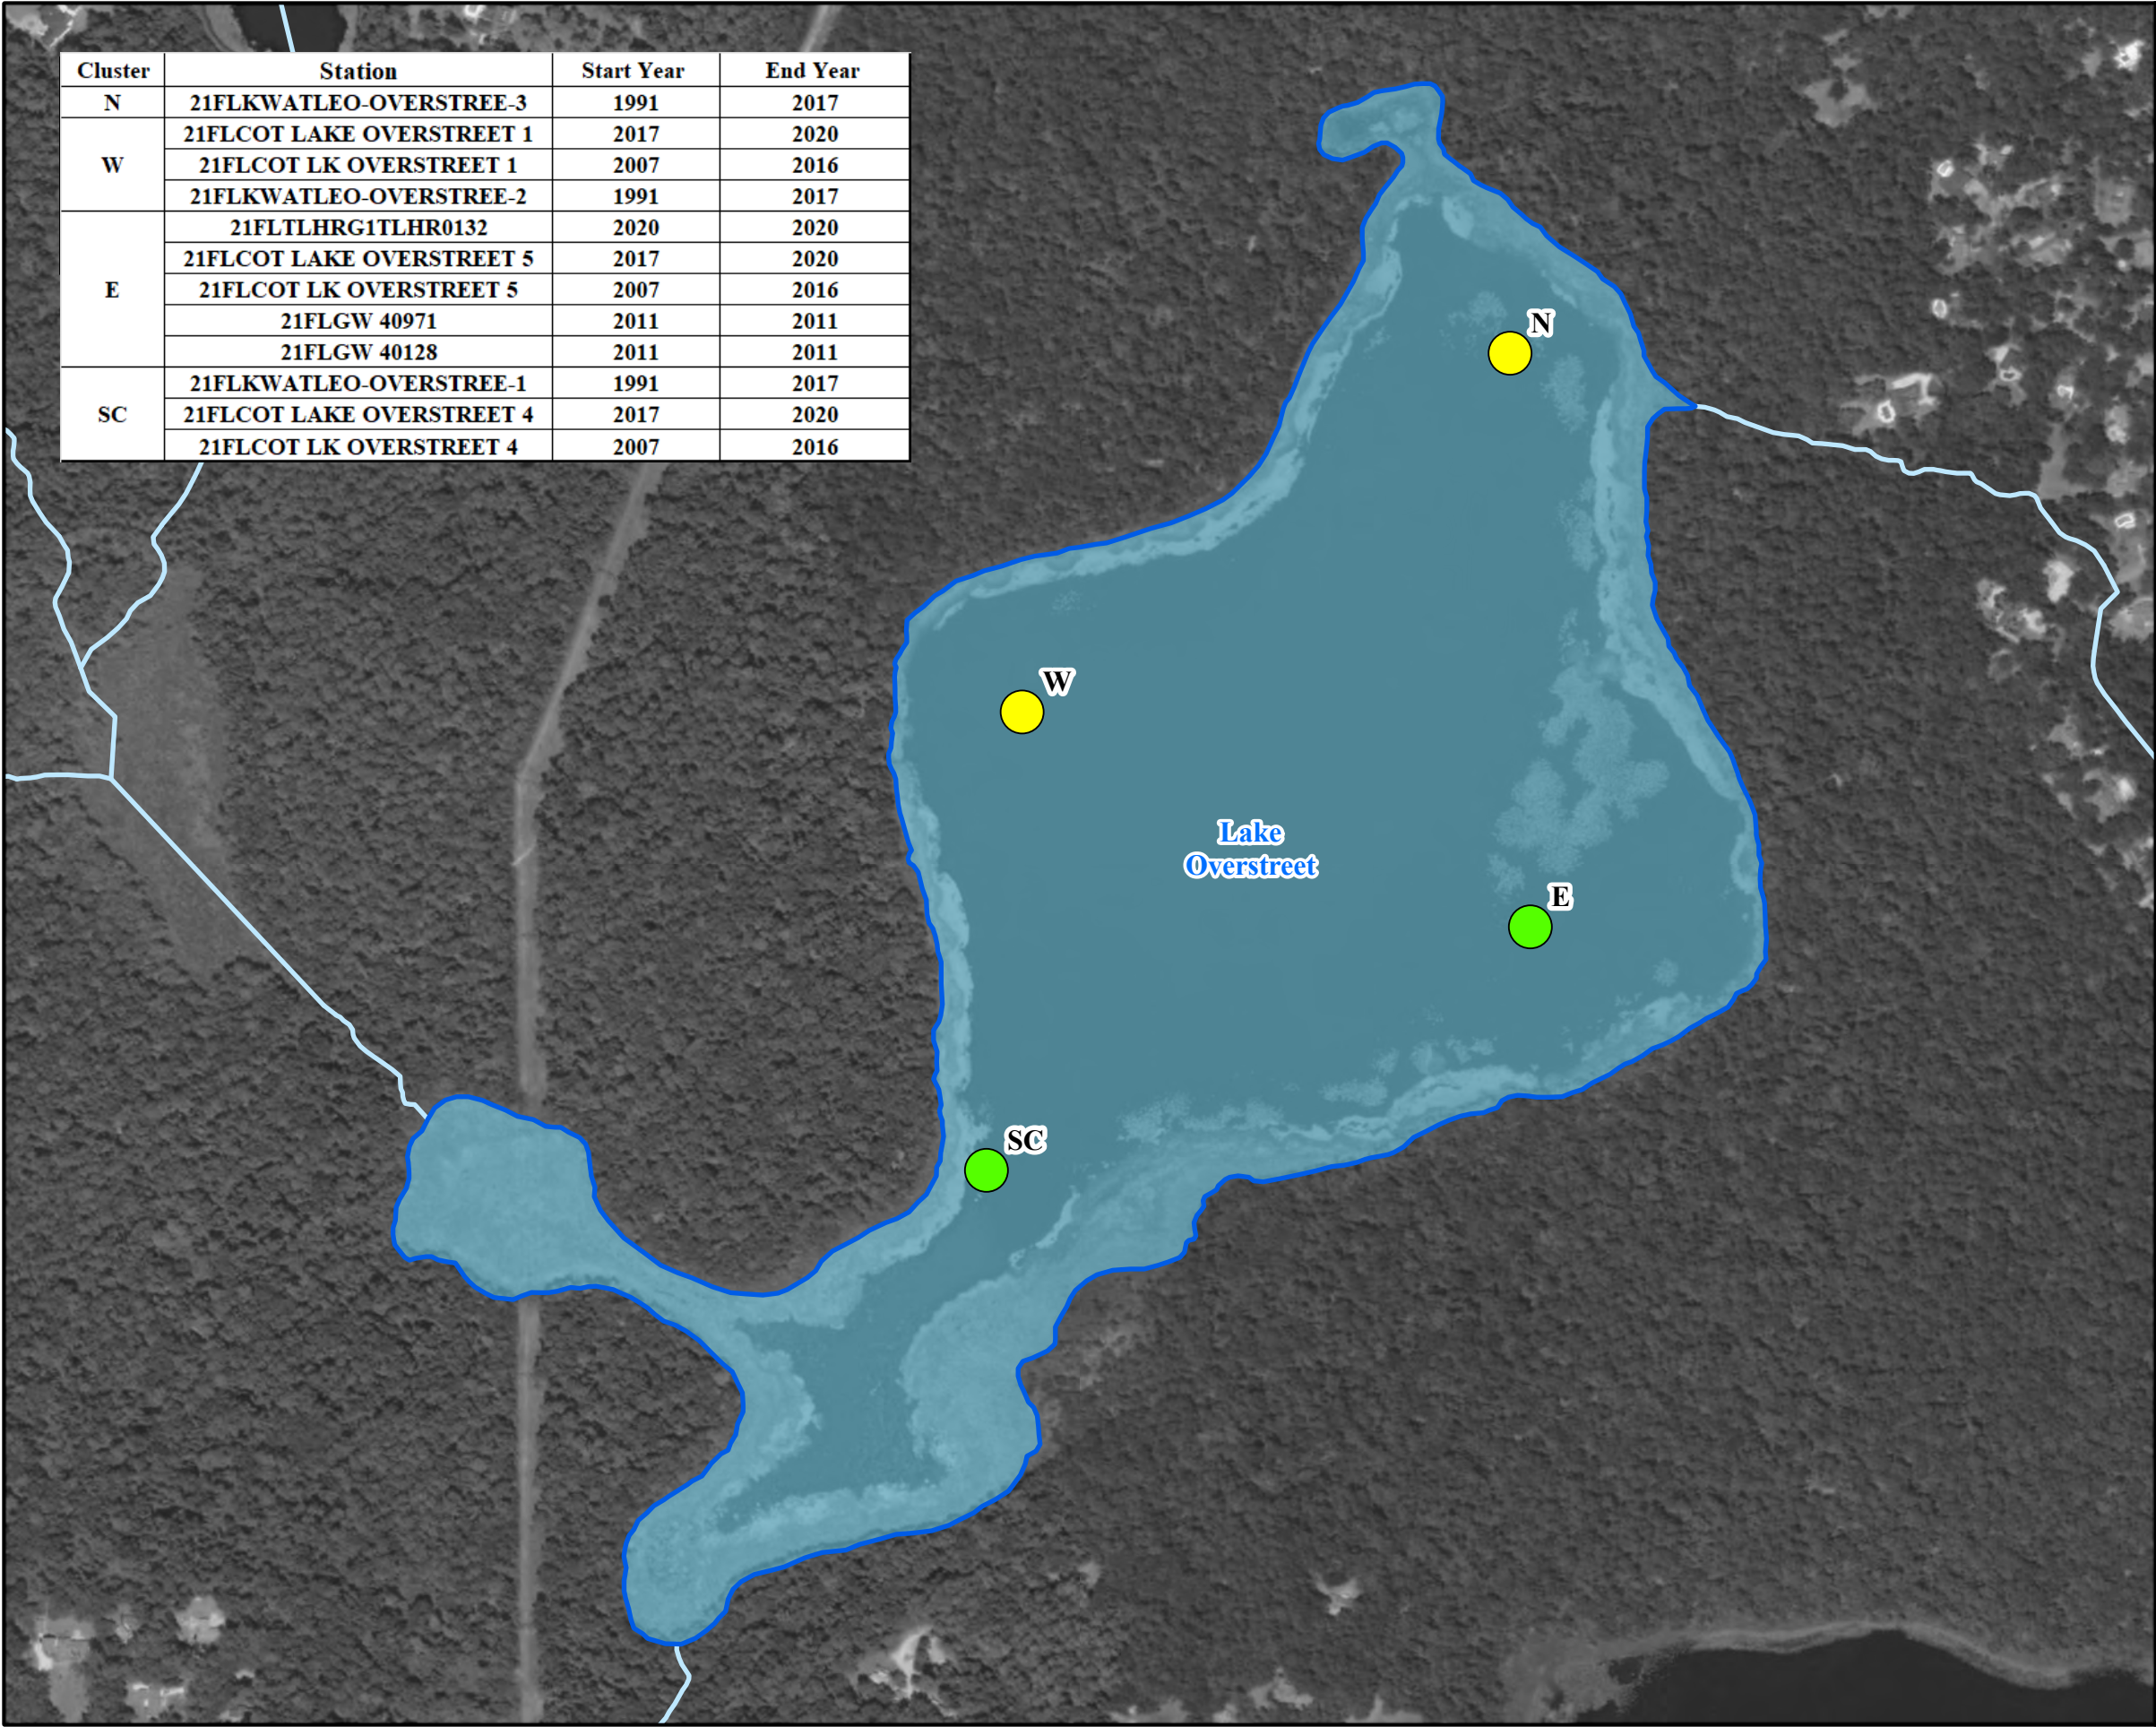 Cluster Station Start Year End Year
N 21FLKWATLEO-OVERSTREE-3 1991 2017
21FLCOT LAKE OVERSTREET 1 2017 2020
W 21FLCOT LK OVERSTREET 1 2007 2016
21FLKWATLEO-OVERSTREE-2 1991 2017
21FLTLHRG1TLHR0132 2020 2020
21FLCOT LAKE OVERSTREET 5 2017 2020
E 21FLCOT LK OVERSTREET 5 2007 2016
21FLGW 40971 2011 2011
21FLGW 40128 2011 2011
21FLKWATLEO-OVERSTREE-1 1991 2017
SC 21FLCOT LAKE OVERSTREET 4 2017 2020
21FLCOT LK OVERSTREET 4 2007 2016
N
W
Lake
Overstreet
E
SC